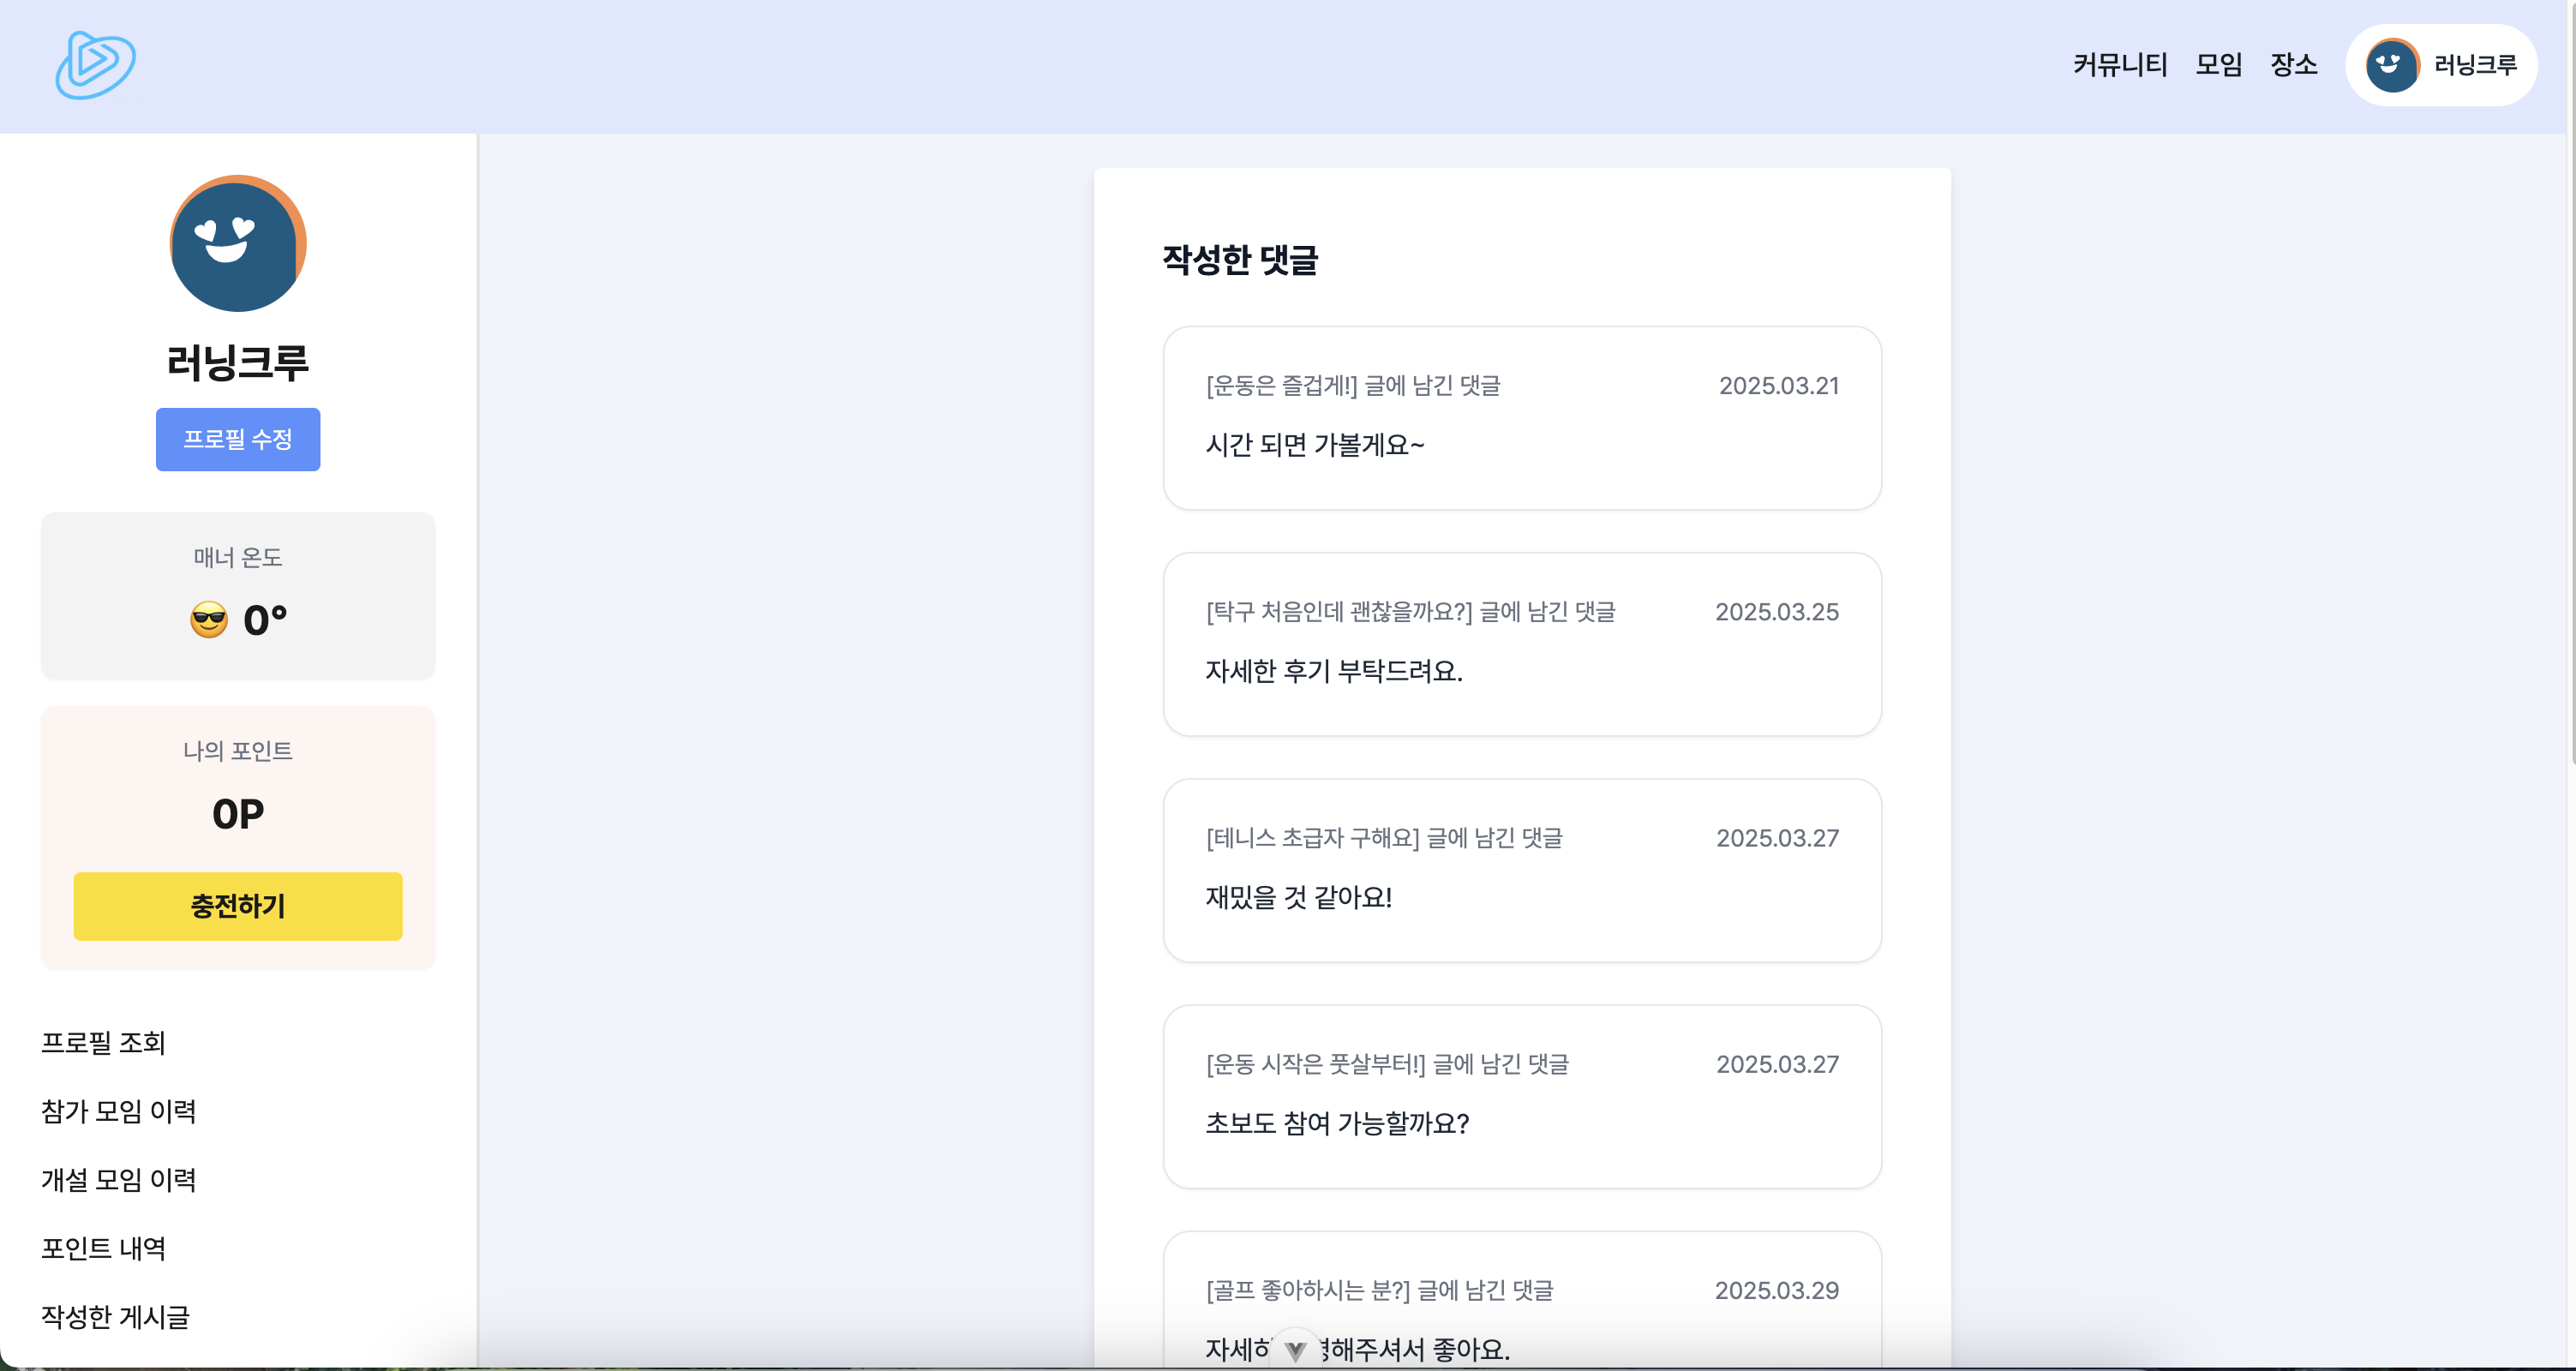 커뮤니티 모임 장소 러닝크루
러닝크루
프로필 수정
매너 온도
😎 0°
나의 포인트
0P
충전하기
프로필 조회
참가 모임 이력
개설 모임 이력
포인트 내역
작성한 게시글
작성한 댓글
[운동은 즐겁게!] 글에 남긴 댓글 2025.03.21
시간 되면 가볼게요~
[탁구 처음인데 괜찮을까요?] 글에 남긴 댓글 2025.03.25
자세한 후기 부탁드려요.
[테니스 초급자 구해요] 글에 남긴 댓글 2025.03.27
재밌을 것 같아요!
[운동 시작은 풋살부터!] 글에 남긴 댓글 2025.03.27
초보도 참여 가능할까요?
[골프 좋아하시는 분?] 글에 남긴 댓글 2025.03.29
좋아요.